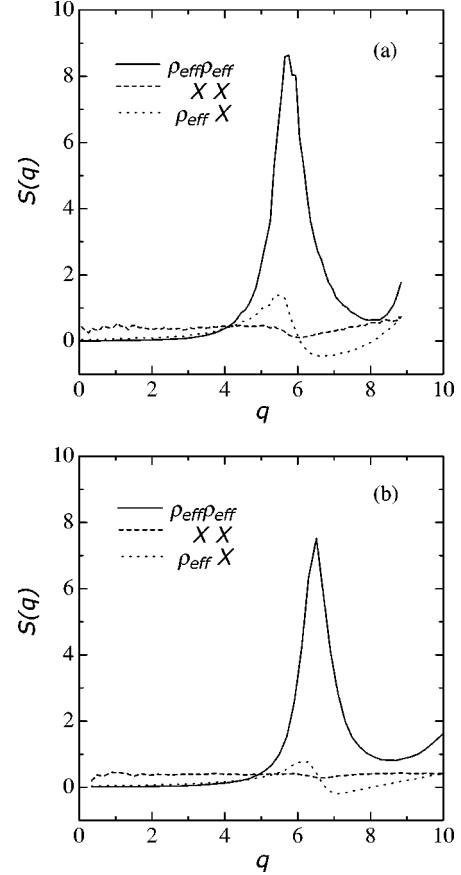 10
8
6
4
2
0
S(q)
(a)
ρeffρeff
X X
ρeff X
0 2 4 6 8 10
q
10
8
6
4
2
0
S(q)
(b)
ρeffρeff
X X
ρeff X
0 2 4 6 8 10
q